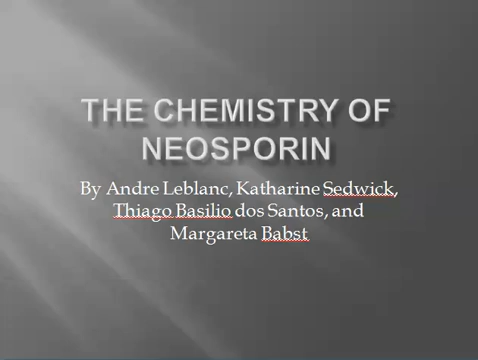 THE CHEMISTRY OF
NEOSPORIN
By Andre Leblanc, Katharine Sedwick,
Thiago Basilio dos Santos, and
Margareta Babst